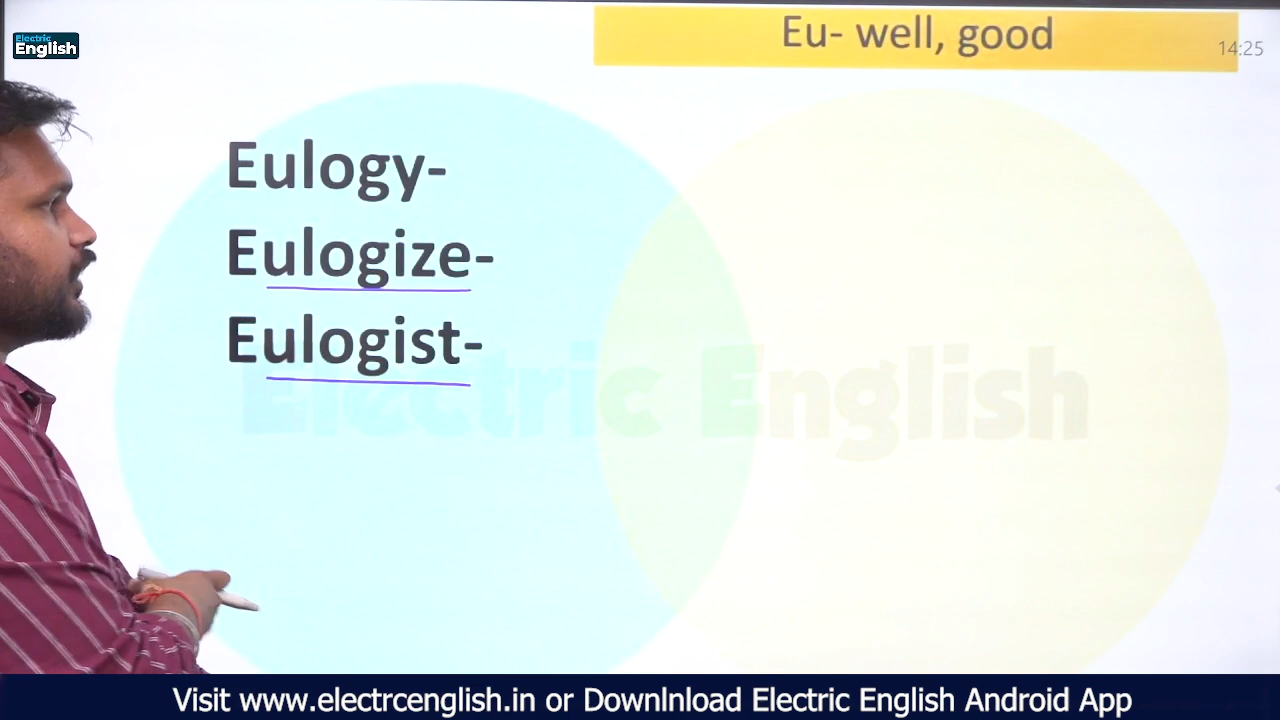 Electric
English
Eu- well, good
14:25
Eulogy-
Eulogize-
Eulogist-
Electric English
Visit www.electrcenglish.in or DownlnIoad Electric English Android App